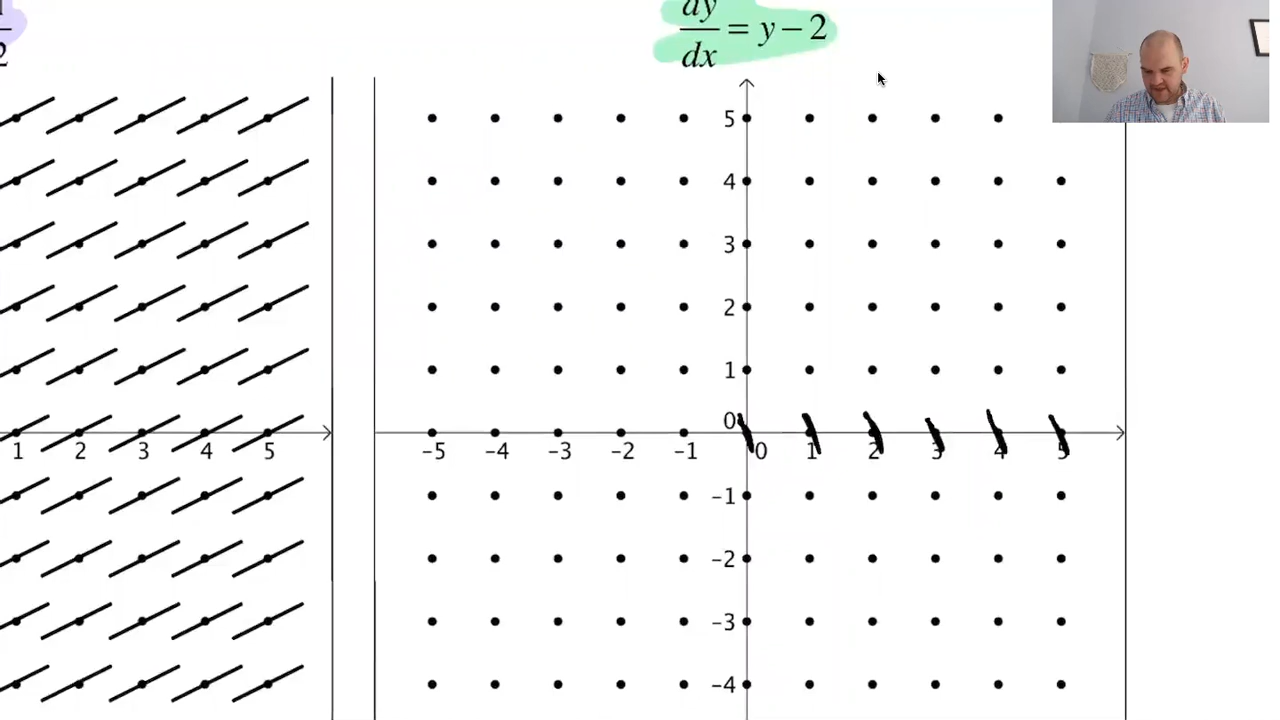 2
dy
— = y − 2
dx
5
4
3
2
1
0
1 2 3 4 5 −5 −4 −3 −2 −1 0 1 2 3 4 5
−1
−2
−3
−4